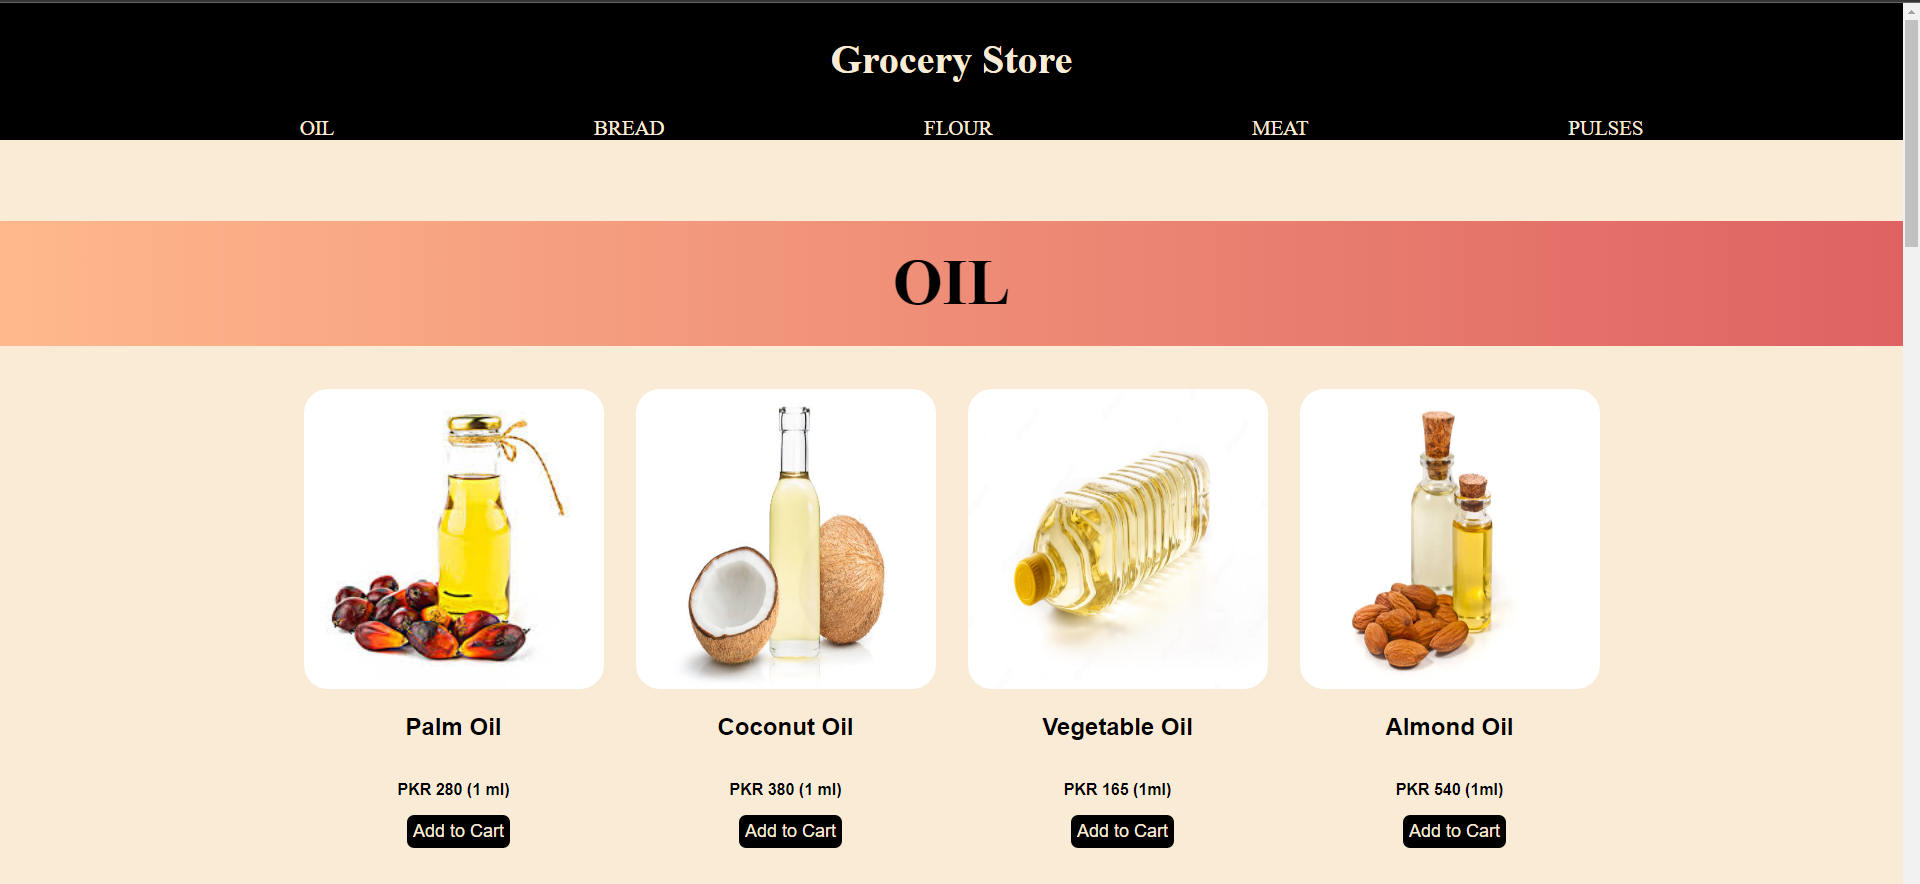 Grocery Store
OIL BREAD FLOUR MEAT PULSES
OIL
Palm Oil Coconut Oil Vegetable Oil Almond Oil
PKR 280 (1 ml) PKR 380 (1 ml) PKR 165 (1ml) PKR 540 (1ml)
Add to Cart Add to Cart Add to Cart Add to Cart